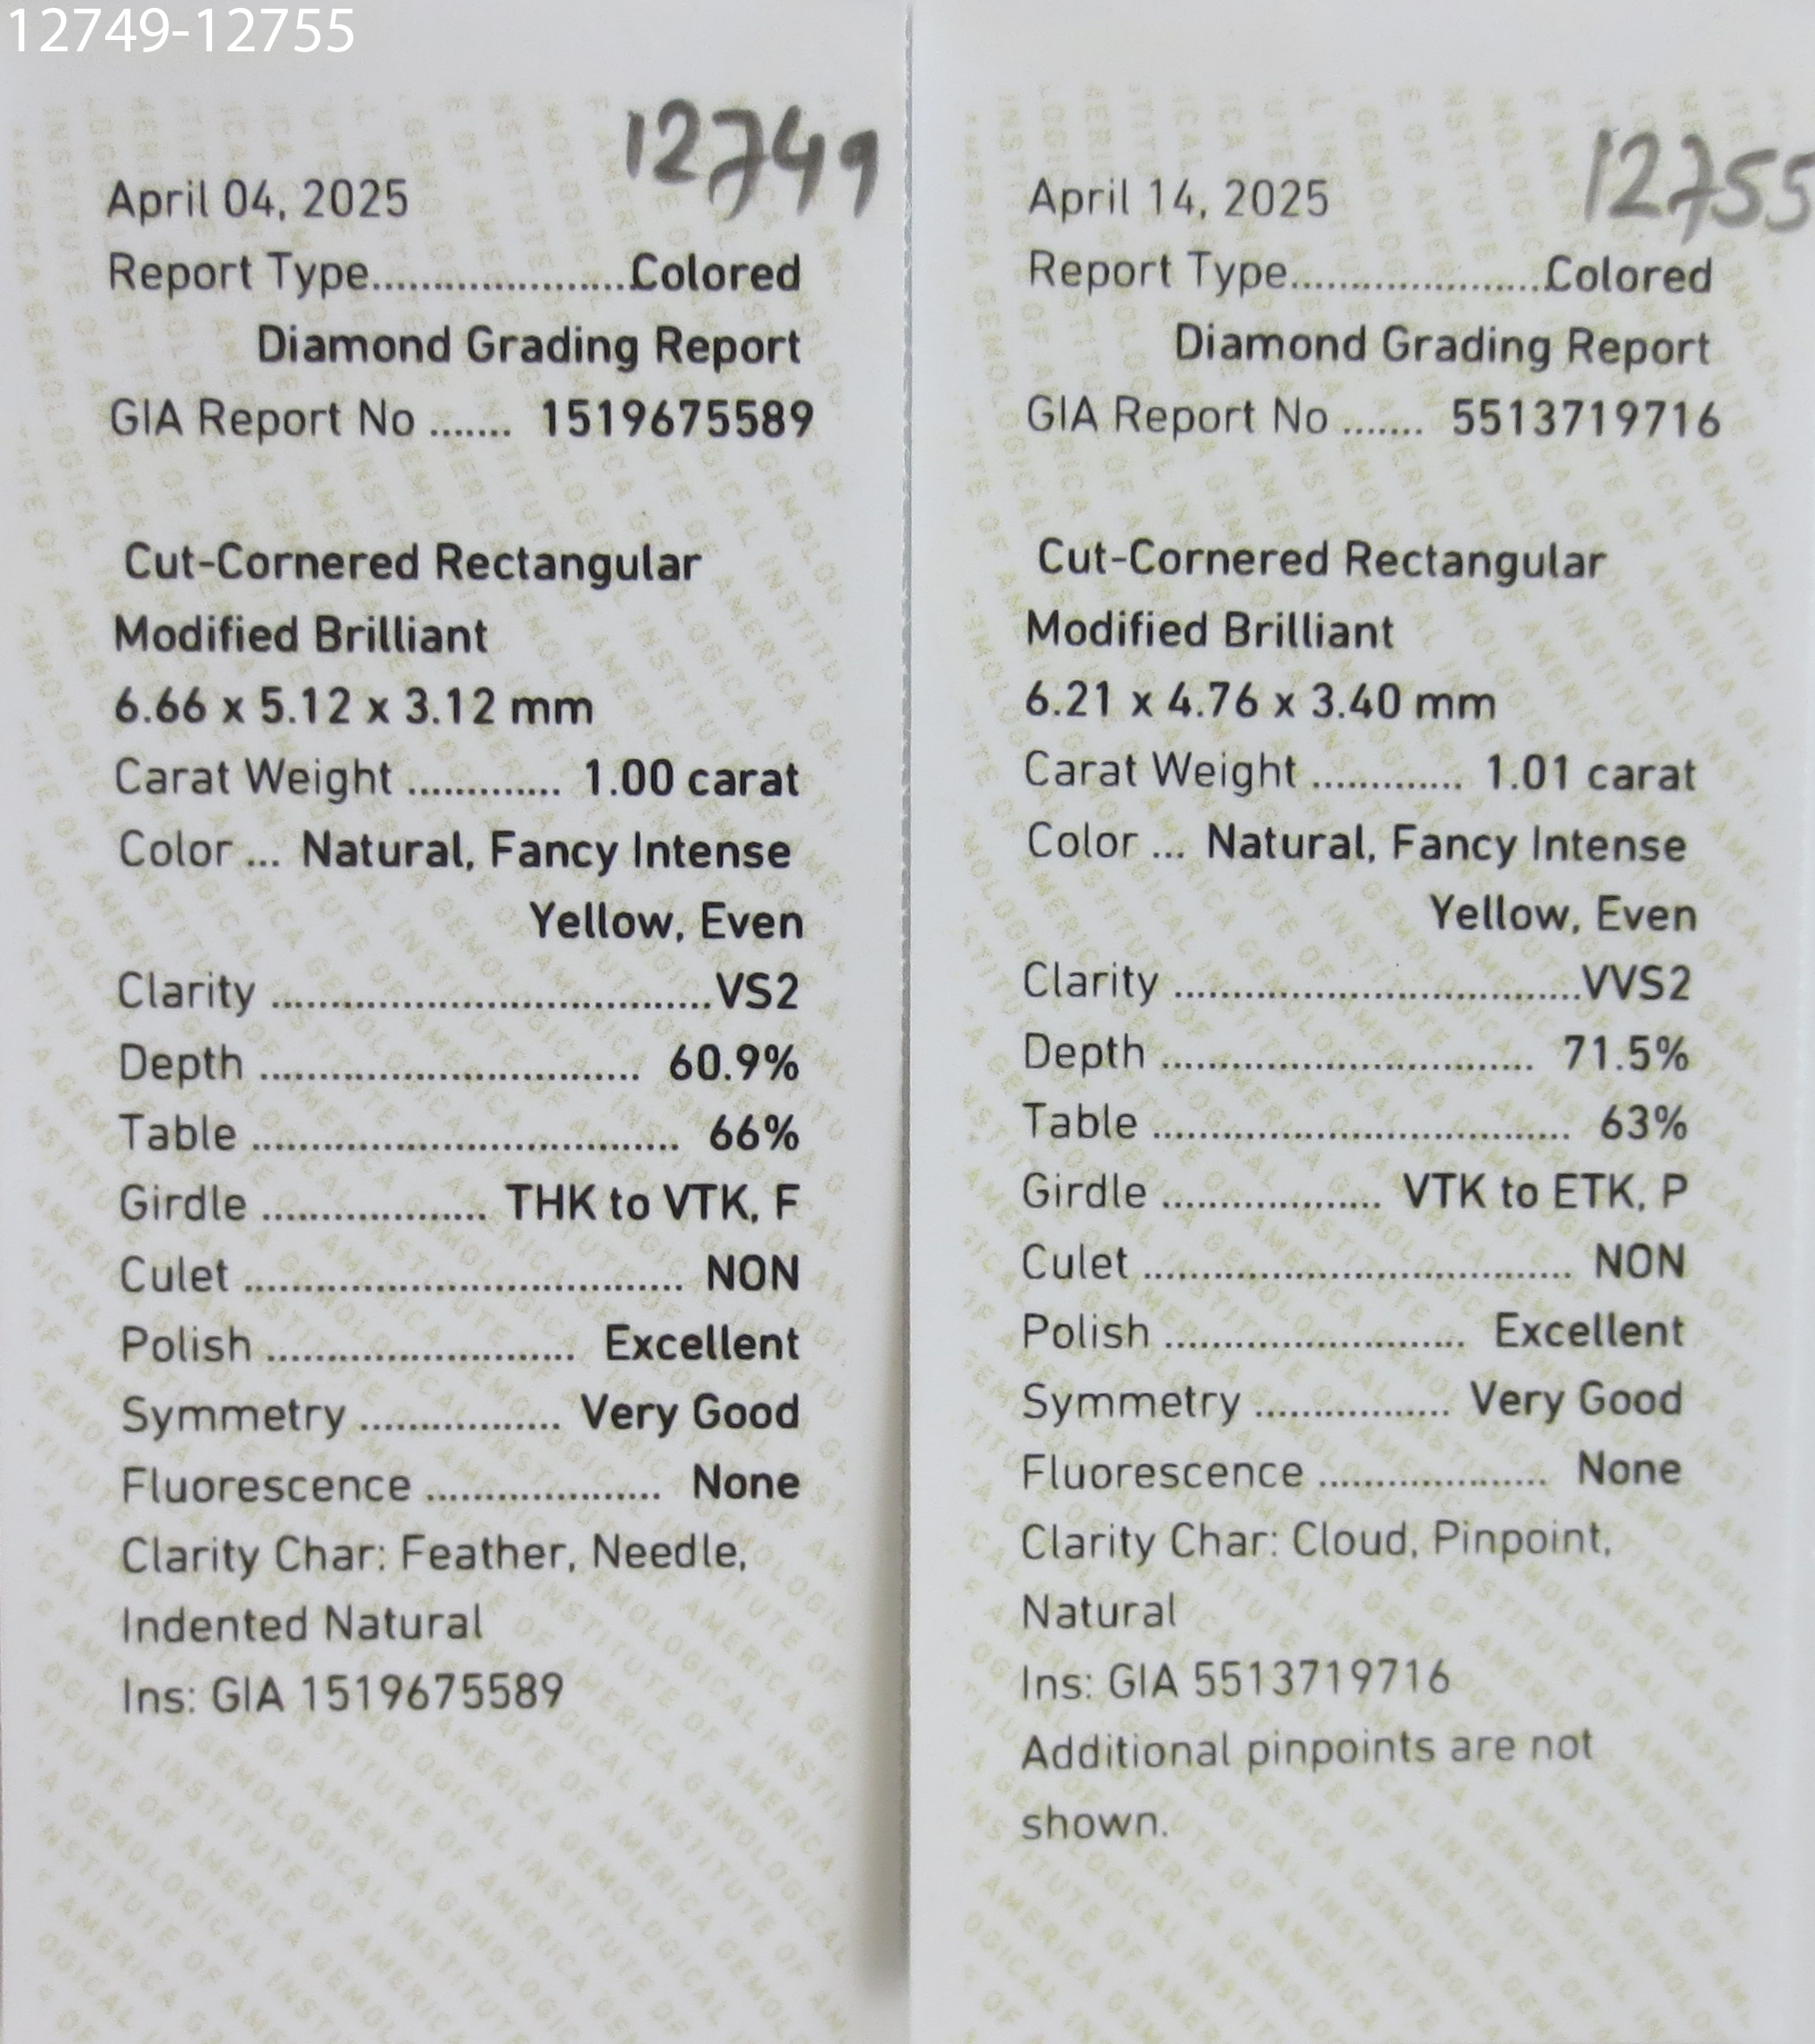 12749-12755
12749
April 04, 2025
Report Type......................Colored
Diamond Grading Report
GIA Report No ....... 1519675589
Cut-Cornered Rectangular
Modified Brilliant
6.66 x 5.12 x 3.12 mm
Carat Weight ............. 1.00 carat
Color ... Natural, Fancy Intense
Yellow, Even
Clarity .....................................VS2
Depth ................................ 60.9%
Table .................................... 66%
Girdle ................... THK to VTK, F
Culet ..................................... NON
Polish .......................... Excellent
Symmetry ................. Very Good
Fluorescence .................... None
Clarity Char: Feather, Needle,
Indented Natural
Ins: GIA 1519675589
12755
April 14, 2025
Report Type......................Colored
Diamond Grading Report
GIA Report No ....... 5513719716
Cut-Cornered Rectangular
Modified Brilliant
6.21 x 4.76 x 3.40 mm
Carat Weight ............. 1.01 carat
Color ... Natural, Fancy Intense
Yellow, Even
Clarity ...................................VVS2
Depth ................................ 71.5%
Table .................................... 63%
Girdle ................... VTK to ETK, P
Culet ..................................... NON
Polish .......................... Excellent
Symmetry ................. Very Good
Fluorescence .................... None
Clarity Char: Cloud, Pinpoint,
Natural
Ins: GIA 5513719716
Additional pinpoints are not
shown.